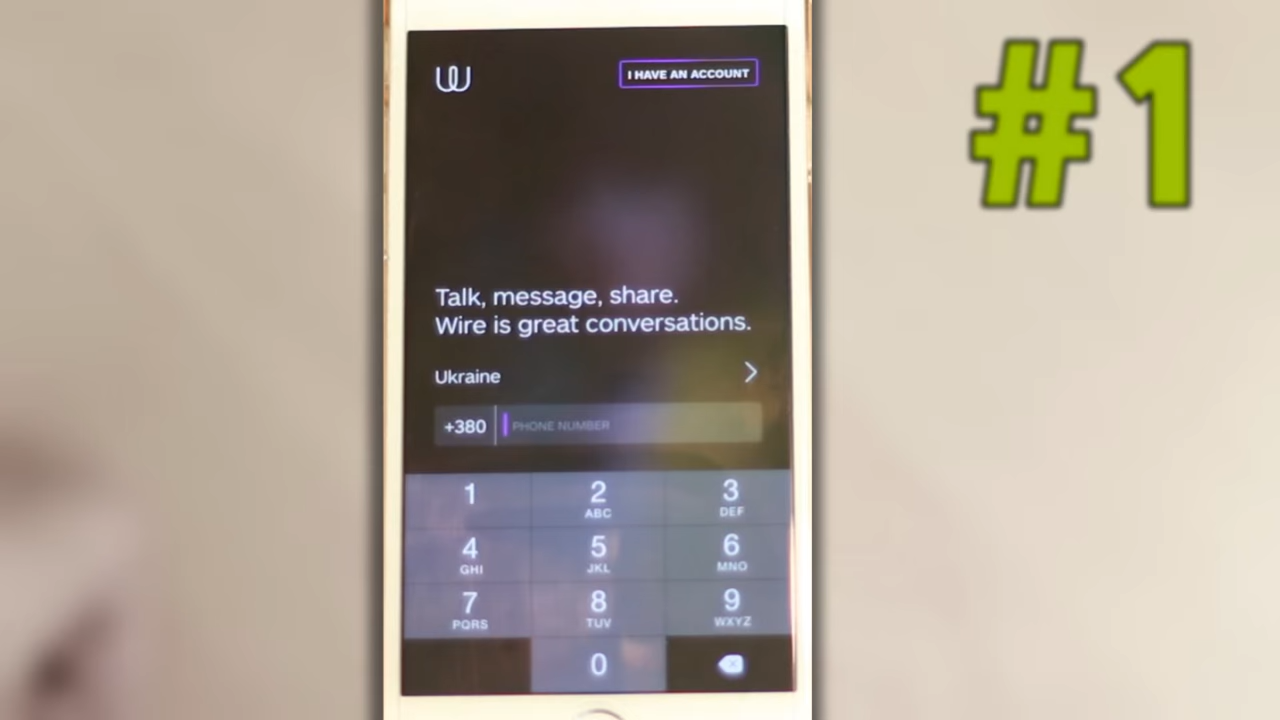 #1
I HAVE AN ACCOUNT
Talk, message, share.
Wire is great conversations.
Ukraine
+380 PHONE NUMBER
1 2 3
ABC DEF
4 5 6
GHI JKL MNO
7 8 9
PQRS TUV WXYZ
0